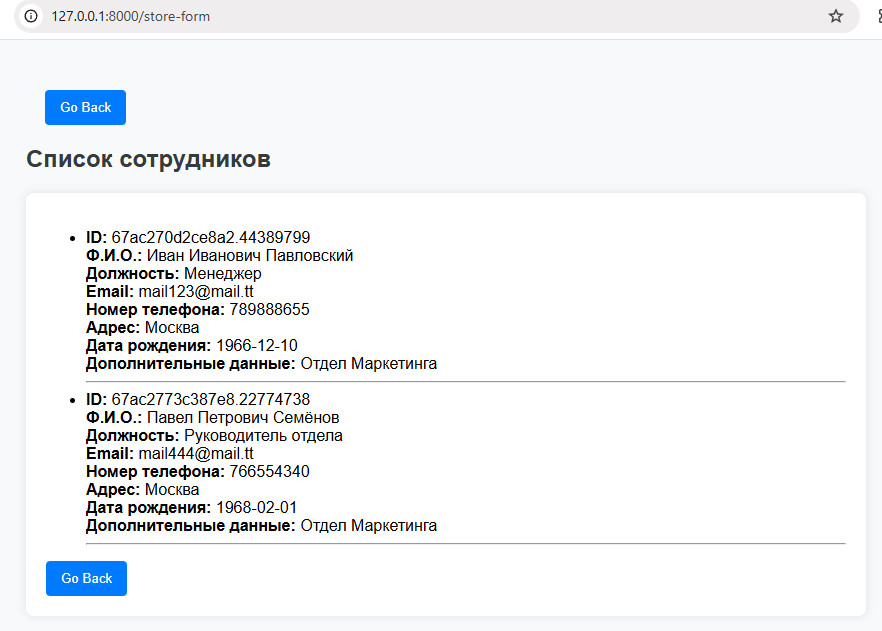 127.0.0.1:8000/store-form
Go Back
Список сотрудников
ID: 67ac270d2ce8a2.44389799
Ф.И.О.: Иван Иванович Павловский
Должность: Менеджер
Email: mail123@mail.tt
Номер телефона: 789888655
Адрес: Москва
Дата рождения: 1966-12-10
Дополнительные данные: Отдел Маркетинга
ID: 67ac2773c387e8.22774738
Ф.И.О.: Павел Петрович Семёнов
Должность: Руководитель отдела
Email: mail444@mail.tt
Номер телефона: 766554340
Адрес: Москва
Дата рождения: 1968-02-01
Дополнительные данные: Отдел Маркетинга
Go Back